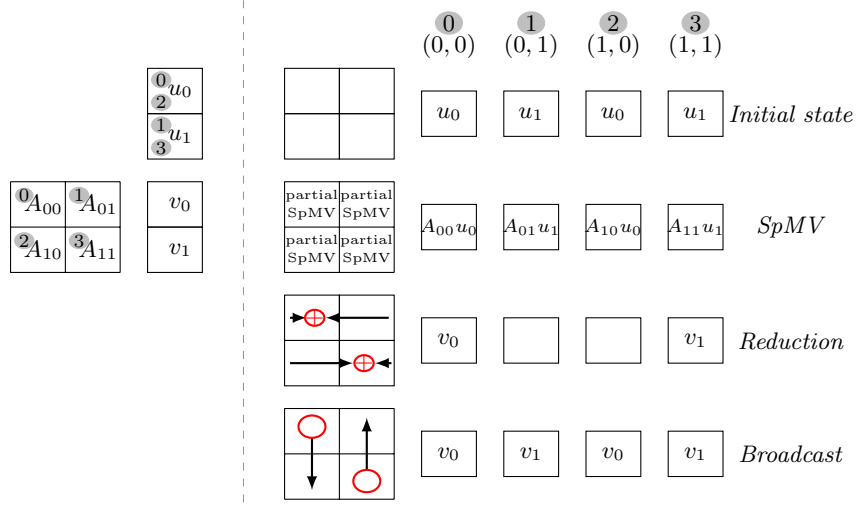 0 1 2 3
(0, 0) (0, 1) (1, 0) (1, 1)
0 u0
2
1 u1
3
u0 u1 u0 u1 Initial state
0 A00 1 A01 v0
2 A10 3 A11 v1
partial partial
SpMV SpMV
partial partial
SpMV SpMV
A00u0 A01u1 A10u0 A11u1 SpMV
v0 v1 Reduction
v0 v1 v0 v1 Broadcast